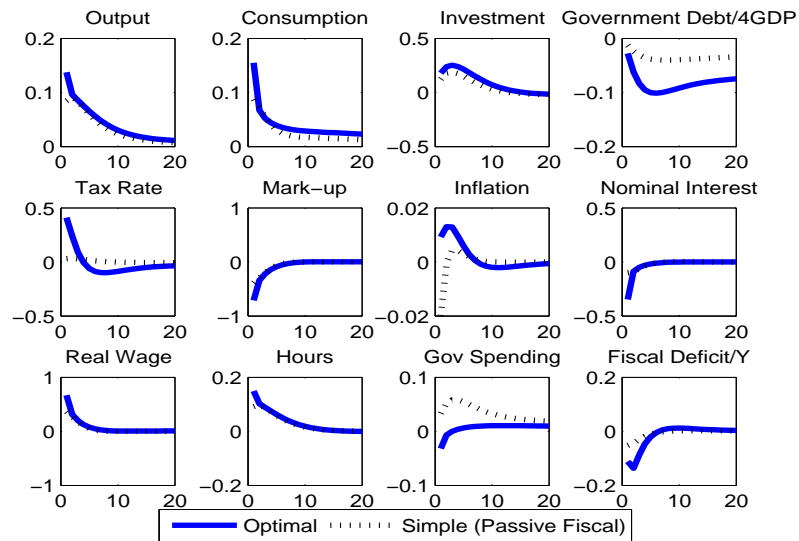 Output
Consumption
Investment
Government Debt/4GDP
0.2
0.1
0
0 10 20
0.2
0.1
0
0 10 20
0.5
0
−0.5
0 10 20
0
−0.1
−0.2
0 10 20
Tax Rate
Mark−up
Inflation
Nominal Interest
0.5
0
−0.5
0 10 20
1
0
−1
0 10 20
0.02
0
−0.02
0 10 20
0.5
0
−0.5
0 10 20
Real Wage
Hours
Gov Spending
Fiscal Deficit/Y
1
0
−1
0 10 20
0.2
0
0.2
0 10 20
0.1
0
0.1
0 10 20
0.2
0
0.2
0 10 20
Optimal
Simple (Passive Fiscal)